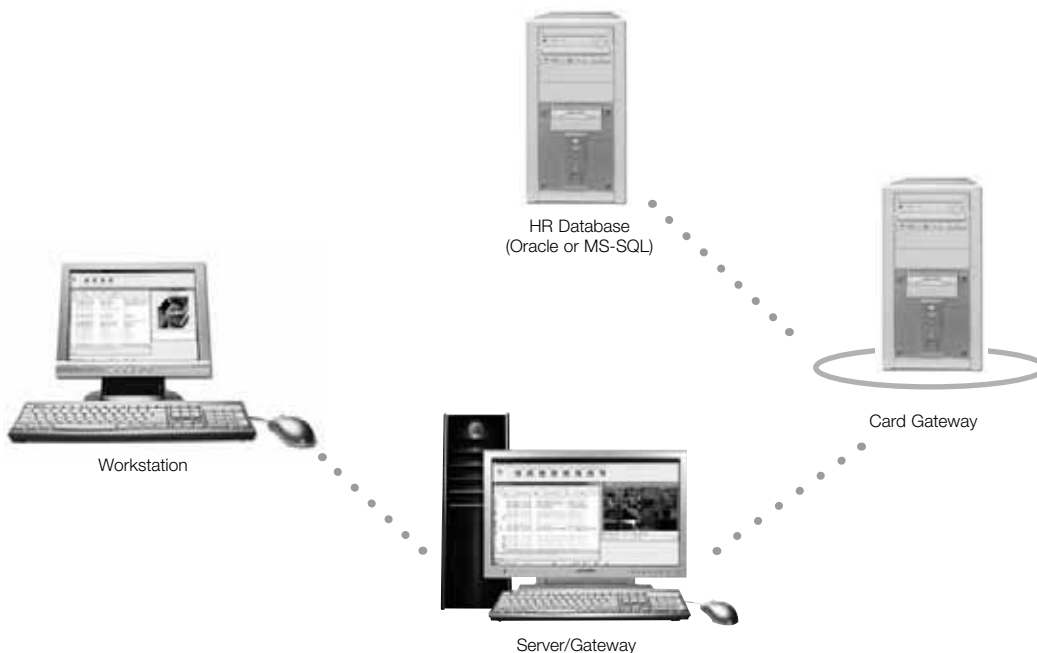 HR Database
(Oracle or MS-SQL)
Card Gateway
Workstation
Server/Gateway